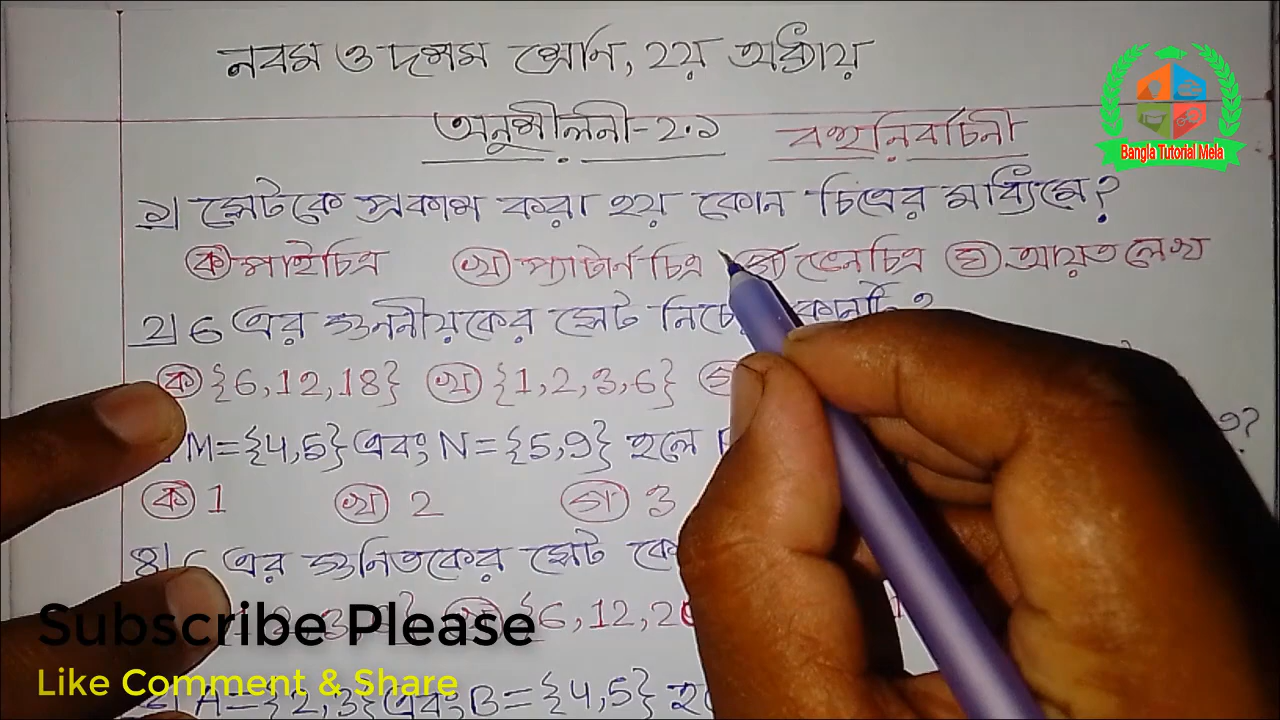 নবম ও দশম শ্রেনি, ২য় অধ্যায়
অনুশীলনী-২.১ বহুনির্বাচনী
Bangla Tutorial Mela
১| সেটকে প্রকাশ করা হয় কোন চিত্রের মাধ্যমে?
ক পাইচিত্র খ প্যাটার্ন চিত্র গ ভেনচিত্র ঘ আয়ত লেখ
২| 6 এর গুননীয়কের সেট নিচের কোনটি?
ক {6,12,18} খ {1,2,3,6} গ
M={4,5} এবং N={5,9} হলে
ক 1 খ 2 গ 3
৪| 6 এর গুনিতকের সেট
{6,12,2
Subscribe Please
Like Comment & Share
A={2,3} এবং B={4,5}